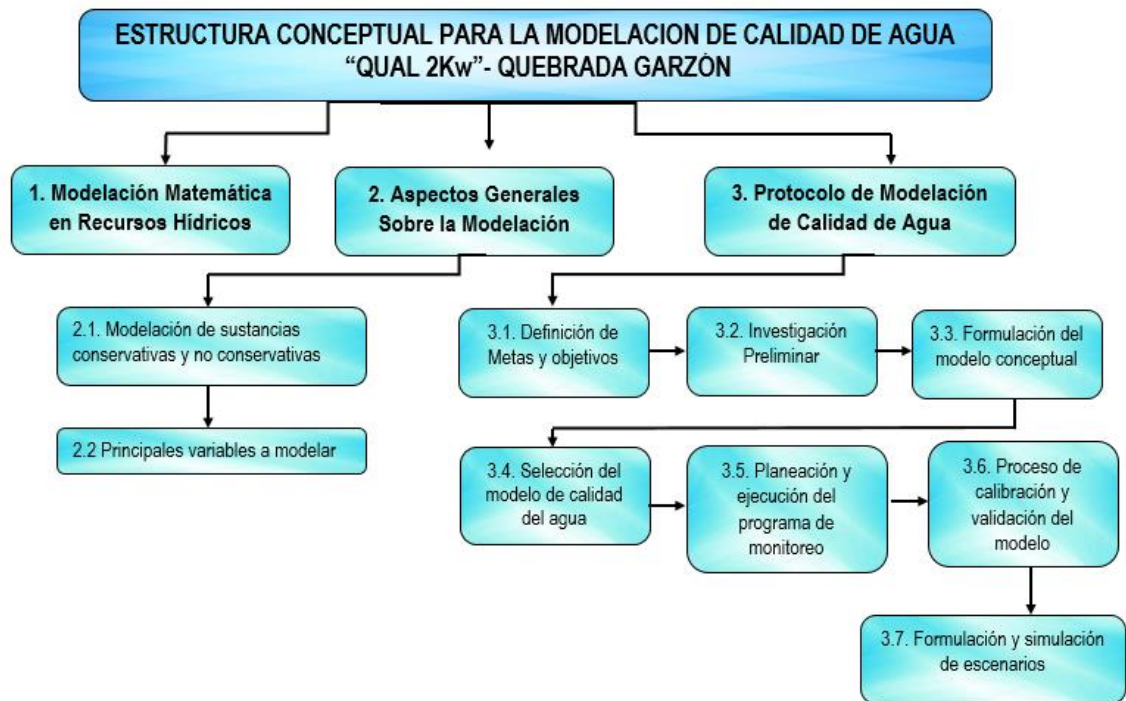 ESTRUCTURA CONCEPTUAL PARA LA MODELACION DE CALIDAD DE AGUA
“QUAL 2Kw”- QUEBRADA GARZÓN
1. Modelación Matemática
en Recursos Hídricos
2. Aspectos Generales
Sobre la Modelación
3. Protocolo de Modelación
de Calidad de Agua
2.1. Modelación de sustancias
conservativas y no conservativas
2.2 Principales variables a modelar
3.1. Definición de
Metas y objetivos
3.2. Investigación
Preliminar
3.3. Formulación del
modelo conceptual
3.4. Selección del
modelo de calidad
del agua
3.5. Planeación y
ejecución del
programa de
monitoreo
3.6. Proceso de
calibración y
validación del
modelo
3.7. Formulación y simulación
de escenarios